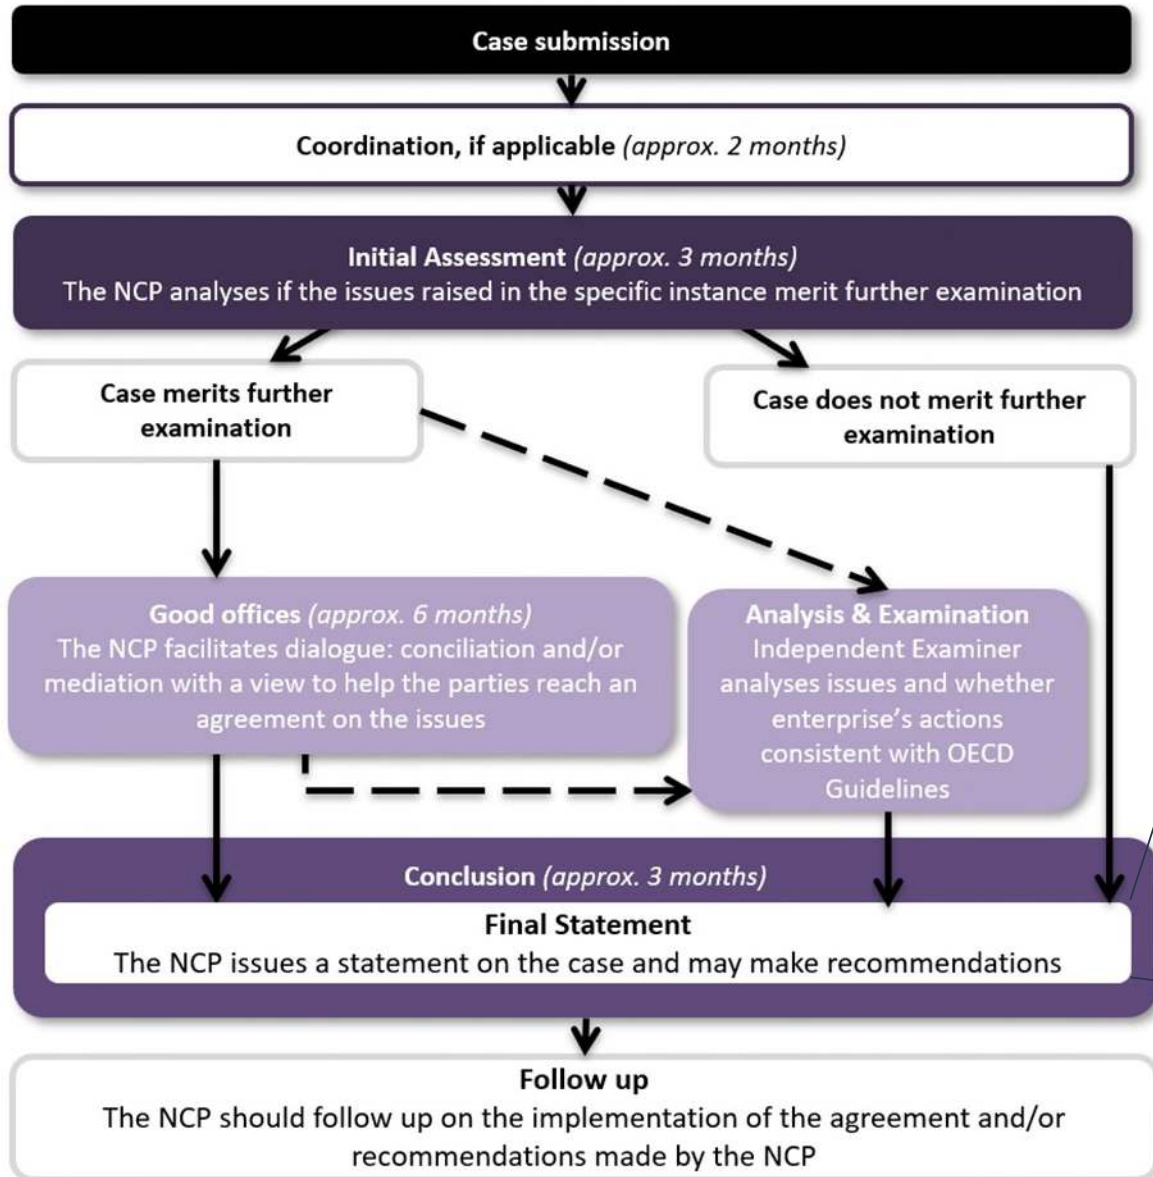 Case submission
Coordination, if applicable (approx. 2 months)
Initial Assessment (approx. 3 months)
The NCP analyses if the issues raised in the specific instance merit further examination
Case merits further
examination
Case does not merit further
examination
Good offices (approx. 6 months)
The NCP facilitates dialogue: conciliation and/or
mediation with a view to help the parties reach an
agreement on the issues
Analysis & Examination
Independent Examiner
analyses issues and whether
enterprise's actions
consistent with OECD
Guidelines
Conclusion (approx. 3 months)
Final Statement
The NCP issues a statement on the case and may make recommendations
Follow up
The NCP should follow up on the implementation of the agreement and/or
recommendations made by the NCP